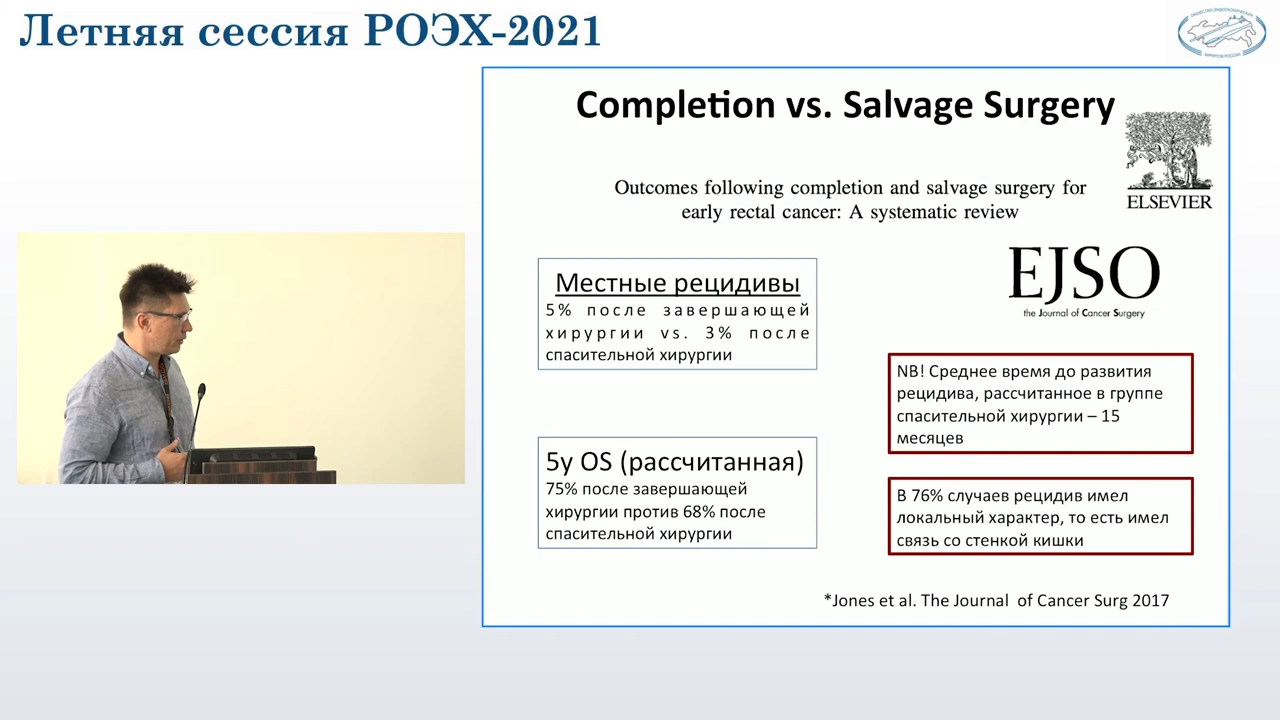 Летняя сессия РОЭХ-2021
Completion vs. Salvage Surgery
ELSEVIER
Outcomes following completion and salvage surgery for
early rectal cancer: A systematic review
EJSO
the Journal of Cancer Surgery
Местные рецидивы
5% после завершающей
хирургии vs. 3% после
спасительной хирургии
NB! Среднее время до развития
рецидива, рассчитанное в группе
спасительной хирургии – 15
месяцев
5y OS (рассчитанная)
75% после завершающей
хирургии против 68% после
спасительной хирургии
В 76% случаев рецидив имел
локальный характер, то есть имел
связь со стенкой кишки
*Jones et al. The Journal of Cancer Surg 2017